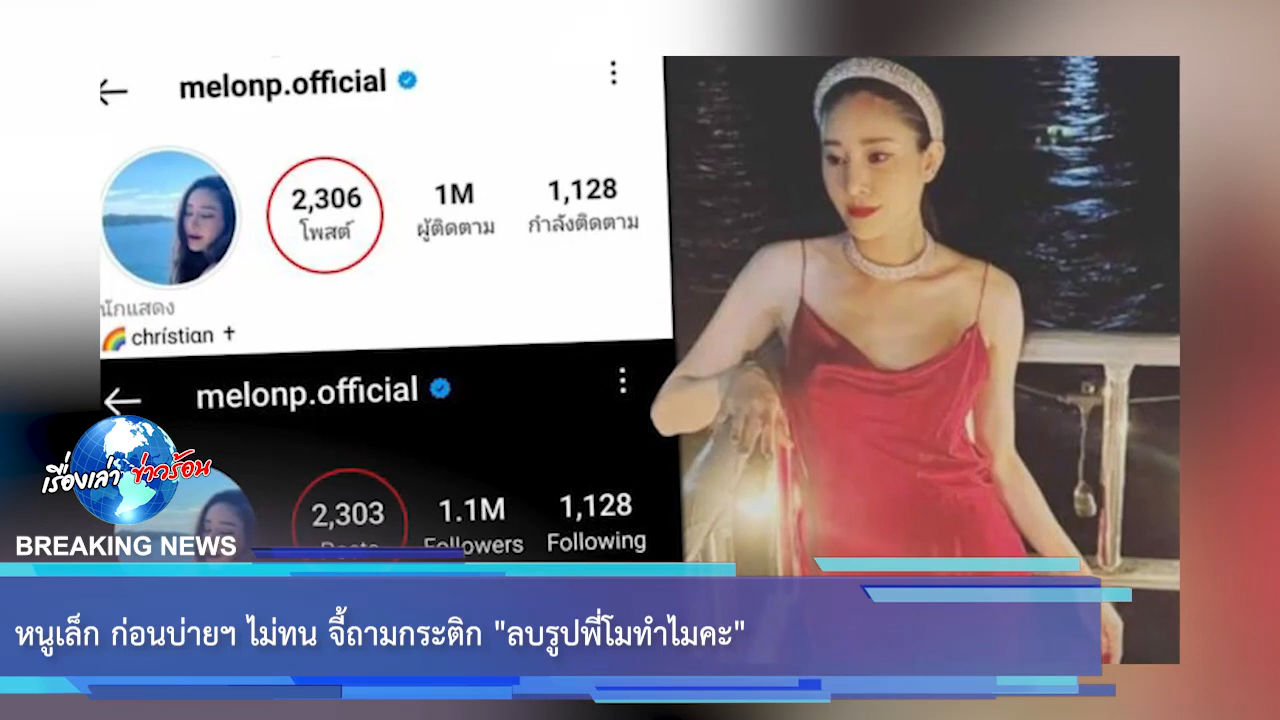 melonp.official
2,306
โพสต์
1M
ผู้ติดตาม
1,128
กำลังติดตาม
นักแสดง
🌈 chrístian ✝
melonp.official
2,303
Posts
1.1M
Followers
1,128
Following
เรื่องเล่า ข่าวร้อน
BREAKING NEWS
หนูเล็ก ก่อนบ่ายฯ ไม่ทน จี้ถามกระติก "ลบรูปพี่โมทำไมคะ"